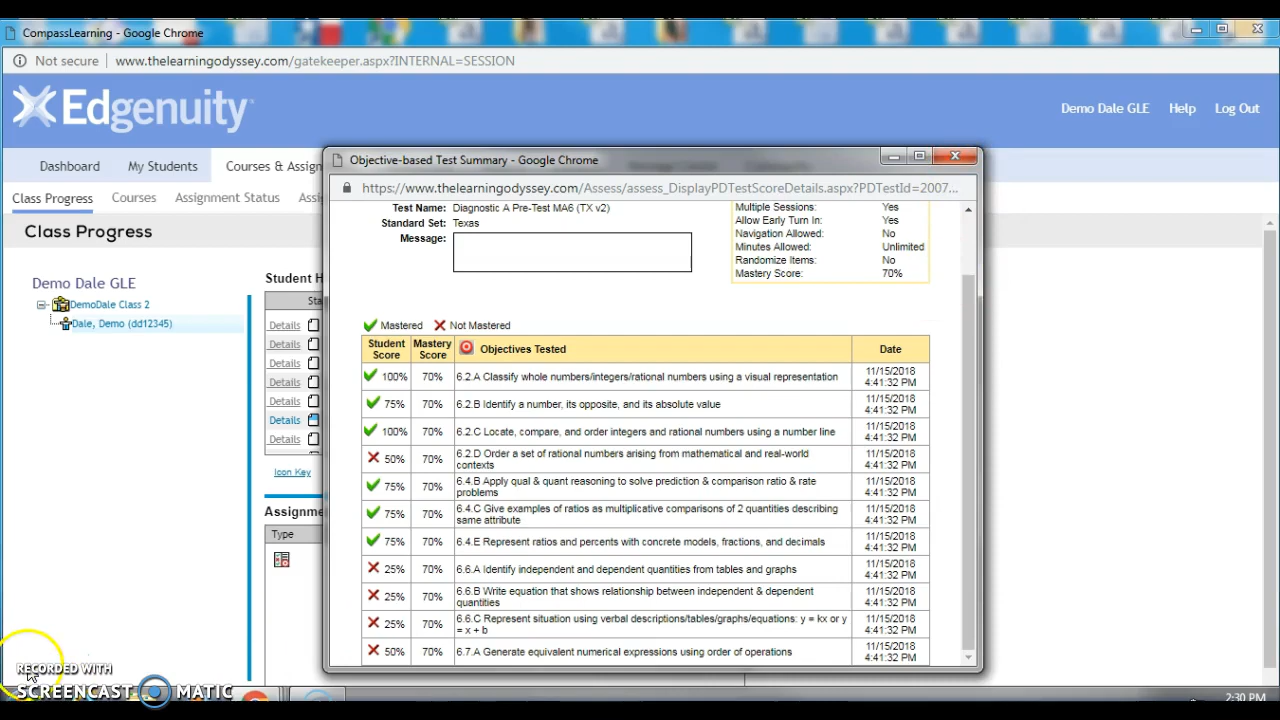 CompassLearning - Google Chrome
Not secure www.thelearningodyssey.com/gatekeeper.aspx?INTERNAL=SESSION
Edgenuity
Demo Dale GLE Help Log Out
Dashboard My Students Courses & Assign
Class Progress Courses Assignment Status
Class Progress
Demo Dale GLE
DemoDale Class 2
Dale, Demo (dd12345)
Student H
Sta
Details
Details
Details
Details
Details
Details
Details
Icon Key
Assignme
Type
Objective-based Test Summary - Google Chrome
https://www.thelearningodyssey.com/Assess/assess_DisplayPDTestScoreDetails.aspx?PDTestId=2007...
Test Name: Diagnostic A Pre-Test MA6 (TX v2)
Standard Set: Texas
Message:
Multiple Sessions: Yes
Allow Early Turn In: Yes
Navigation Allowed: No
Minutes Allowed: Unlimited
Randomize Items: No
Mastery Score: 70%
Mastered Not Mastered
Student Score Mastery Score Objectives Tested Date
100% 70% 6.2.A Classify whole numbers/integers/rational numbers using a visual representation 11/15/2018 4:41:32 PM
75% 70% 6.2.B Identify a number, its opposite, and its absolute value 11/15/2018 4:41:32 PM
100% 70% 6.2.C Locate, compare, and order integers and rational numbers using a number line 11/15/2018 4:41:32 PM
50% 70% 6.2.D Order a set of rational numbers arising from mathematical and real-world contexts 11/15/2018 4:41:32 PM
75% 70% 6.4.B Apply qual & quant reasoning to solve prediction & comparison ratio & rate problems 11/15/2018 4:41:32 PM
75% 70% 6.4.C Give examples of ratios as multiplicative comparisons of 2 quantities describing same attribute 11/15/2018 4:41:32 PM
75% 70% 6.4.E Represent ratios and percents with concrete models, fractions, and decimals 11/15/2018 4:41:32 PM
25% 70% 6.6.A Identify independent and dependent quantities from tables and graphs 11/15/2018 4:41:32 PM
25% 70% 6.6.B Write equation that shows relationship between independent & dependent quantities 11/15/2018 4:41:32 PM
25% 70% 6.6.C Represent situation using verbal descriptions/tables/graphs/equations: y = kx or y = x + b 11/15/2018 4:41:32 PM
50% 70% 6.7.A Generate equivalent numerical expressions using order of operations 11/15/2018 4:41:32 PM
RECORDED WITH
SCREENCAST MATIC
2:30 PM